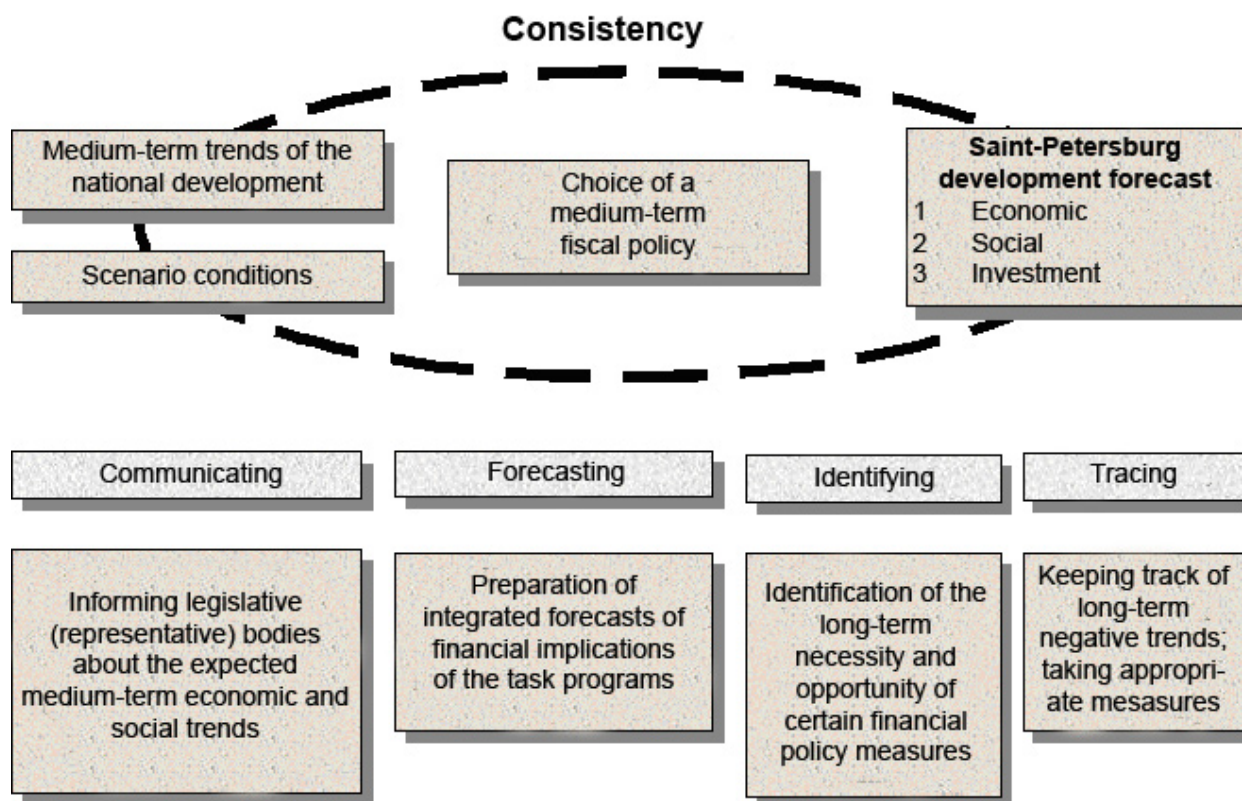 Consistency
Medium-term trends of the
national development
Scenario conditions
Choice of a
medium-term
fiscal policy
Saint-Petersburg
development forecast
1 Economic
2 Social
3 Investment
Communicating
Forecasting
Identifying
Tracing
Informing legislative
(representative) bodies
about the expected
medium-term economic and
social trends
Preparation of
integrated forecasts of
financial implications
of the task programs
Identification of the
long-term
necessity and
opportunity of
certain financial
policy measures
Keeping track of
long-term
negative trends;
taking appropri-
ate mesasures